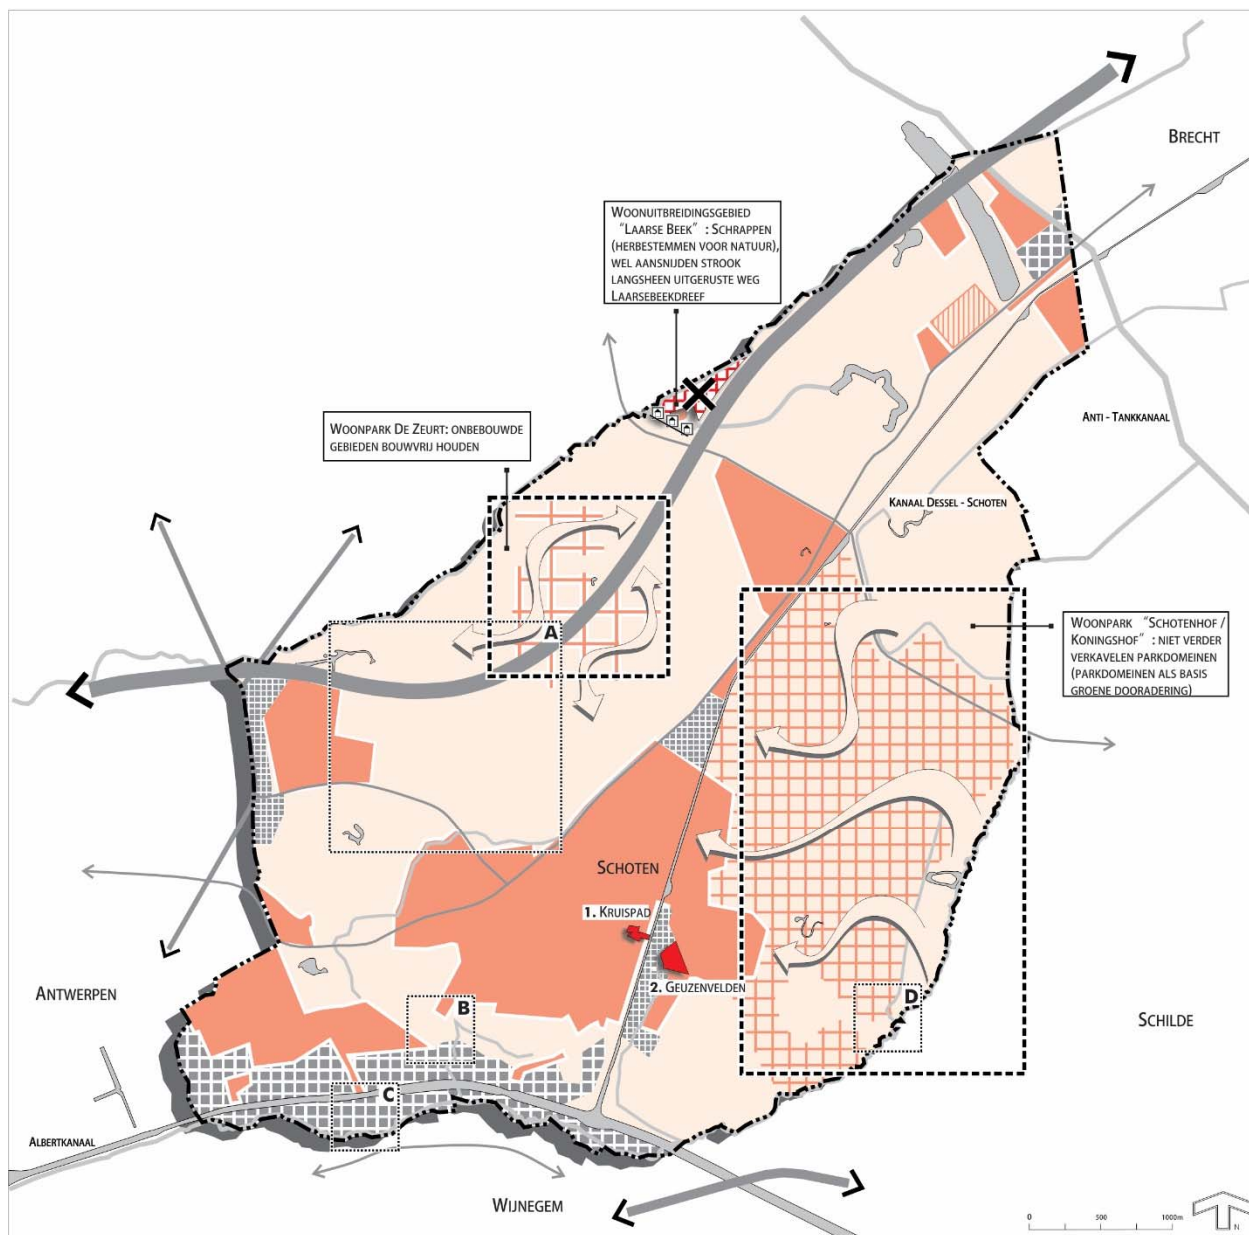 BRECHT
WOONUITBREIDINGSGEBIED
“LAARSE BEEK” : SCHRAPPEN
(HERBESTEMMEN VOOR NATUUR),
WEL AANSNIJDEN STROOK
LANGSHEEN UITGERUSTE WEG
LAARSEBEEKDREEF
ANTI - TANKKANAAL
WOONPARK DE ZEURT: ONBEBOUWDE
GEBIEDEN BOUWVRIJ HOUDEN
KANAAL DESSEL - SCHOTEN
WOONPARK “SCHOTENHOF /
KONINGSHOF” : NIET VERDER
VERKAVELEN PARKDOMEINEN
(PARKDOMEINEN ALS BASIS
GROENE DOORADERING)
A
SCHOTEN
1. KRUISPAD
2. GEUZENVELDEN
ANTWERPEN
B
D
SCHILDE
C
ALBERTKANAAL
WIJNEGEM
0 500 1000m
N